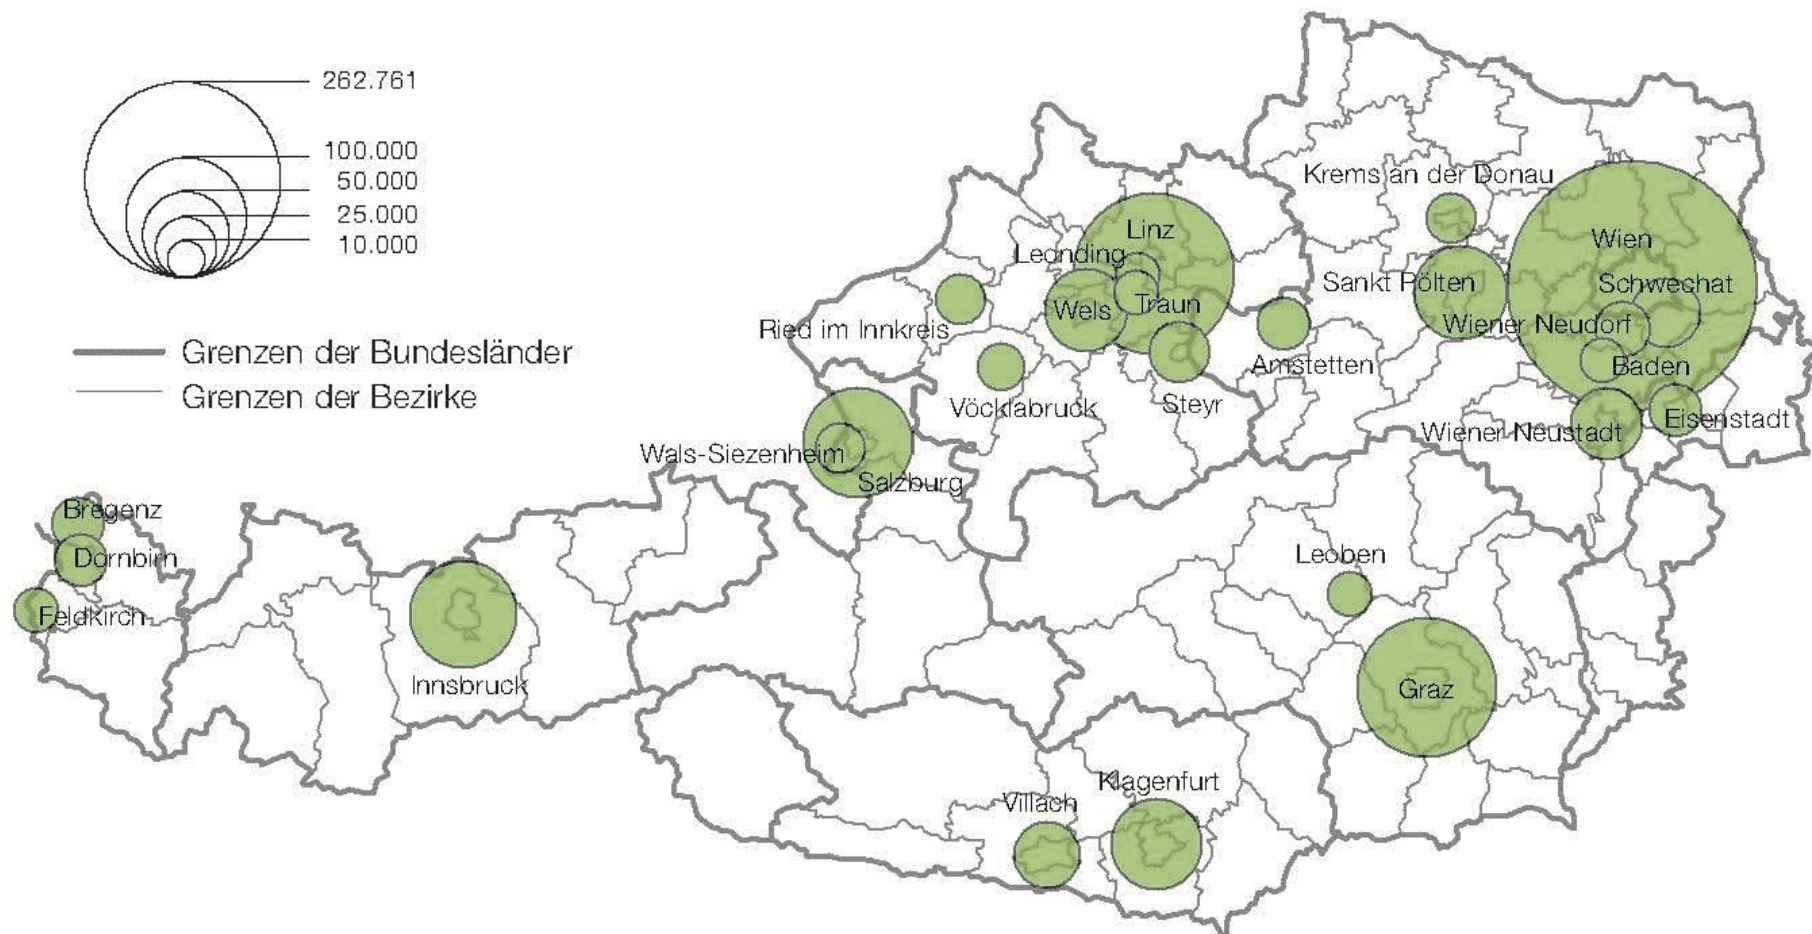 262.761
100.000
50.000
25.000
10.000
Grenzen der Bundesländer
Grenzen der Bezirke
Krems an der Donau
Linz
Wien
Leonding
Sankt Pölten
Schwechat
Wels
Traun
Ried im Innkreis
Wiener Neudorf
Amstetten
Baden
Vöcklabruck
Steyr
Wiener Neustadt
Eisenstadt
Wals-Siezenheim
Salzburg
Bregenz
Dornbirn
Leoben
Feldkirch
Innsbruck
Graz
Klagenfurt
Villach